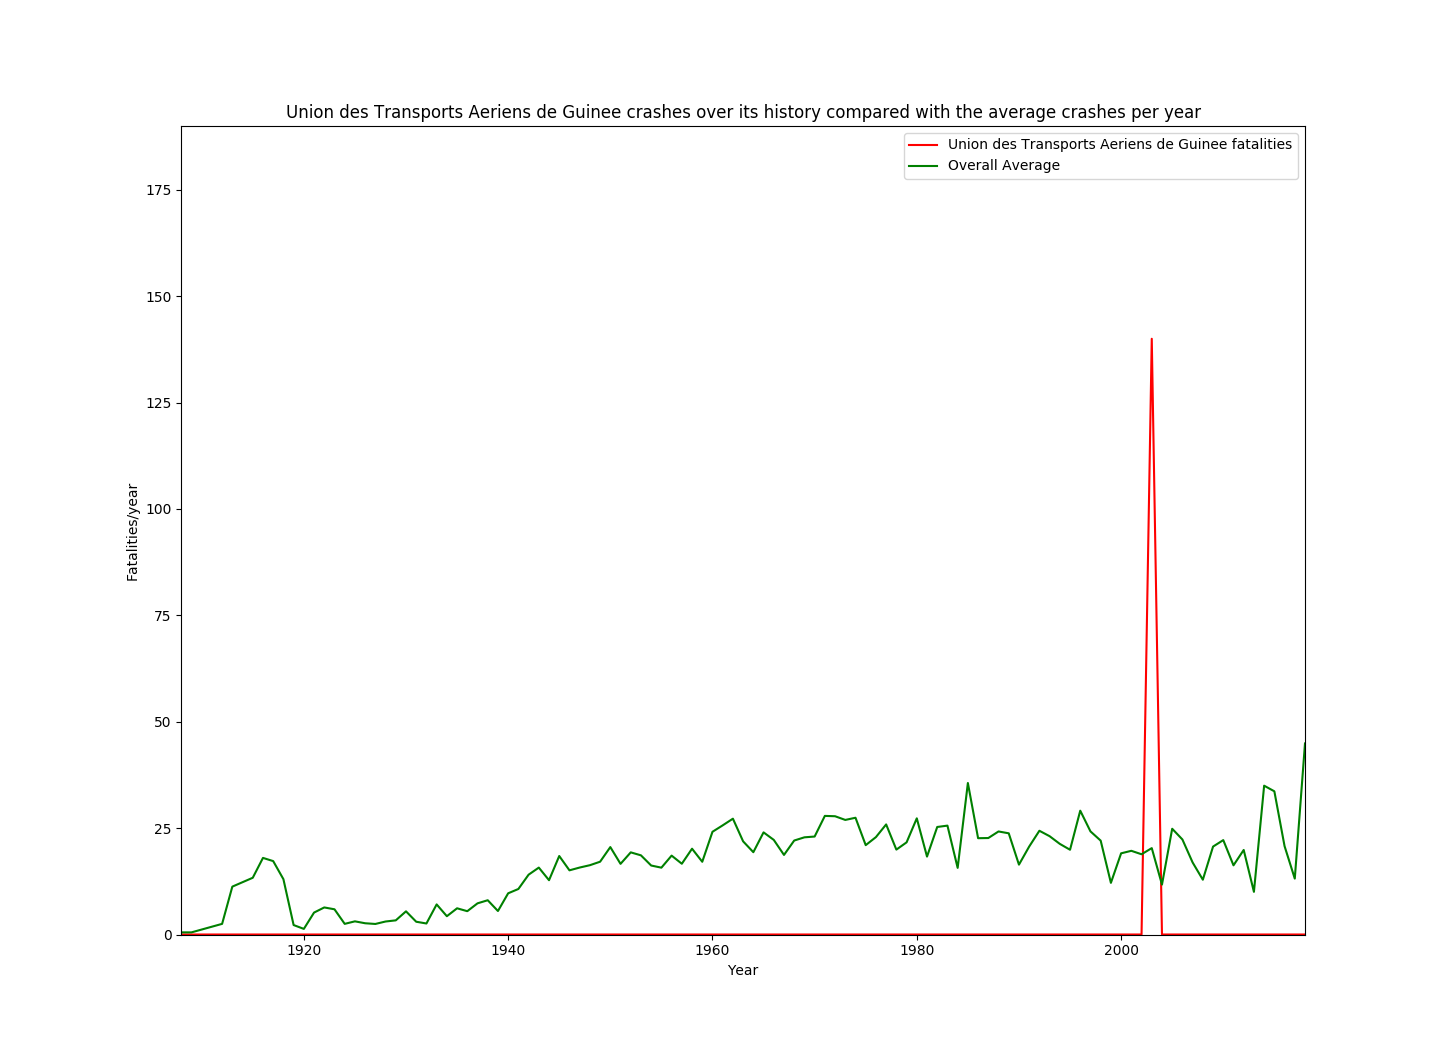 Union des Transports Aeriens de Guinee crashes over its history compared with the average crashes per year
Union des Transports Aeriens de Guinee fatalities
Overall Average
175
150
125
100
75
50
25
0
Fatalities/year
1920 1940 1960 1980 2000
Year